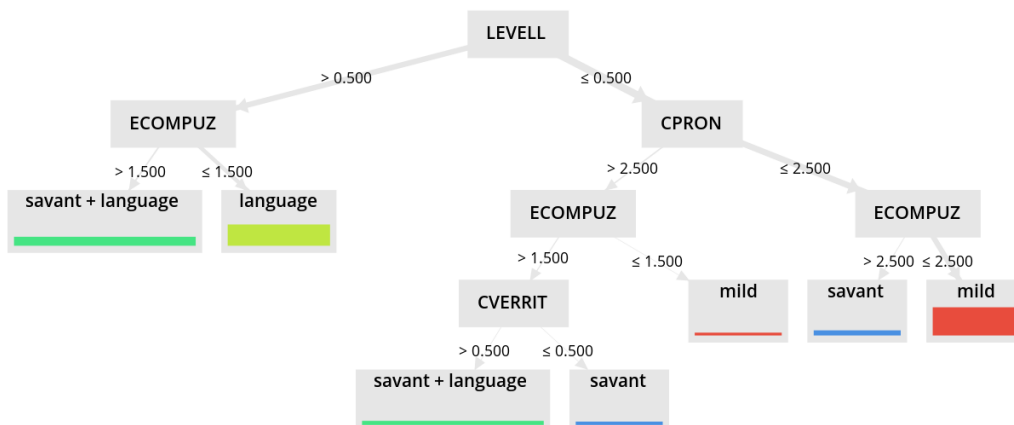 LEVELL
> 0.500
≤ 0.500
ECOMPUZ
CPRON
> 1.500
≤ 1.500
> 2.500
≤ 2.500
savant + language
language
ECOMPUZ
ECOMPUZ
> 1.500
≤ 1.500
> 2.500
≤ 2.500
CVERRIT
mild
savant
mild
> 0.500
≤ 0.500
savant + language
savant